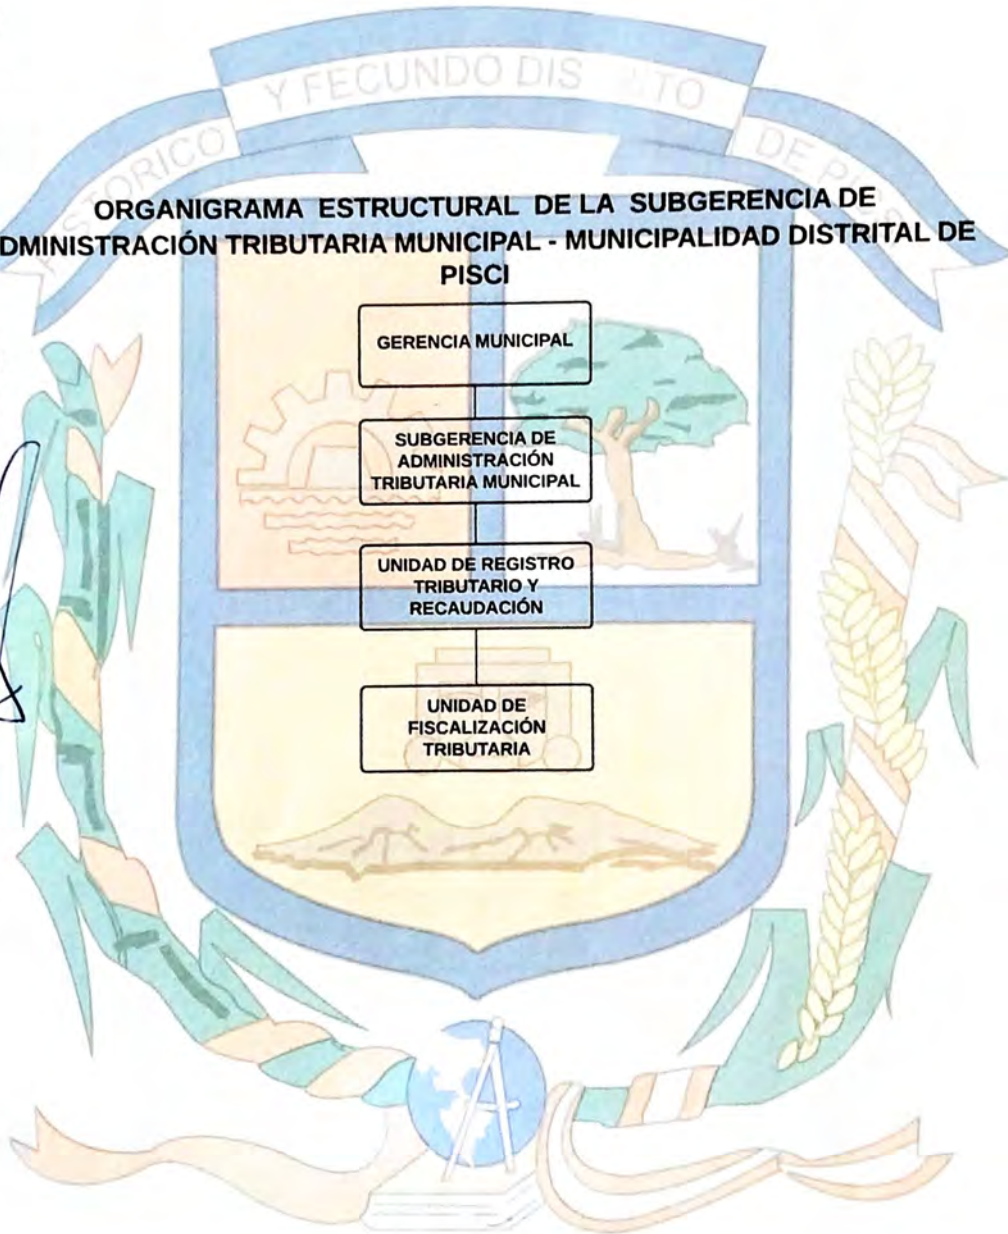 Y FECUNDO DIS
TO
DE
ORGANIGRAMA ESTRUCTURAL DE LA SUBGERENCIA DE
DMINISTRACIÓN TRIBUTARIA MUNICIPAL - MUNICIPALIDAD DISTRITAL DE
PISCI
GERENCIA MUNICIPAL
SUBGERENCIA DE
ADMINISTRACIÓN
TRIBUTARIA MUNICIPAL
UNIDAD DE REGISTRO
TRIBUTARIO Y
RECAUDACIÓN
UNIDAD DE
FISCALIZACIÓN
TRIBUTARIA